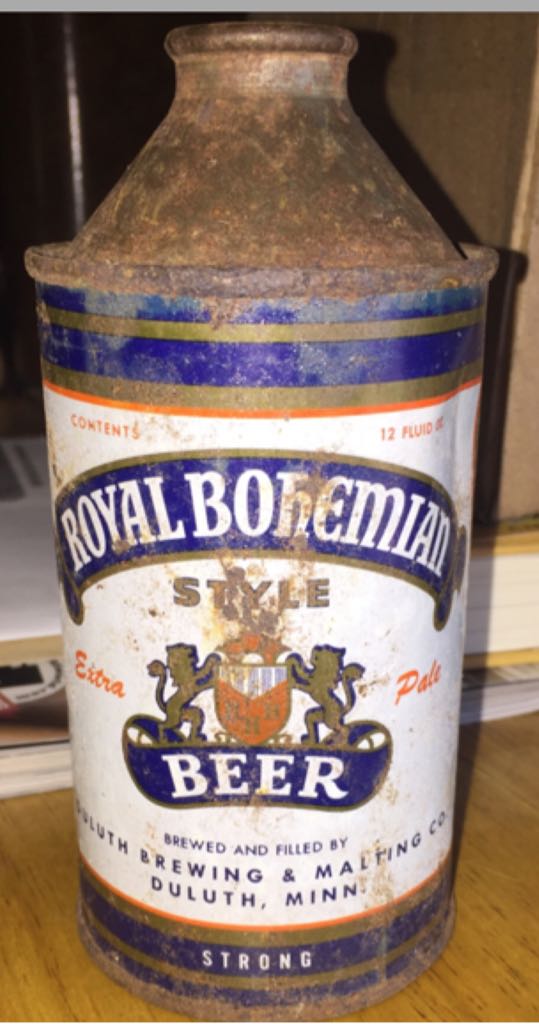 CONTENTS 12 FLUID OZ
ROYAL BOHEMIAN
STYLE
Extra Pale
BEER
BREWED AND FILLED BY
DULUTH BREWING & MALTING CO.
DULUTH, MINN.
STRONG